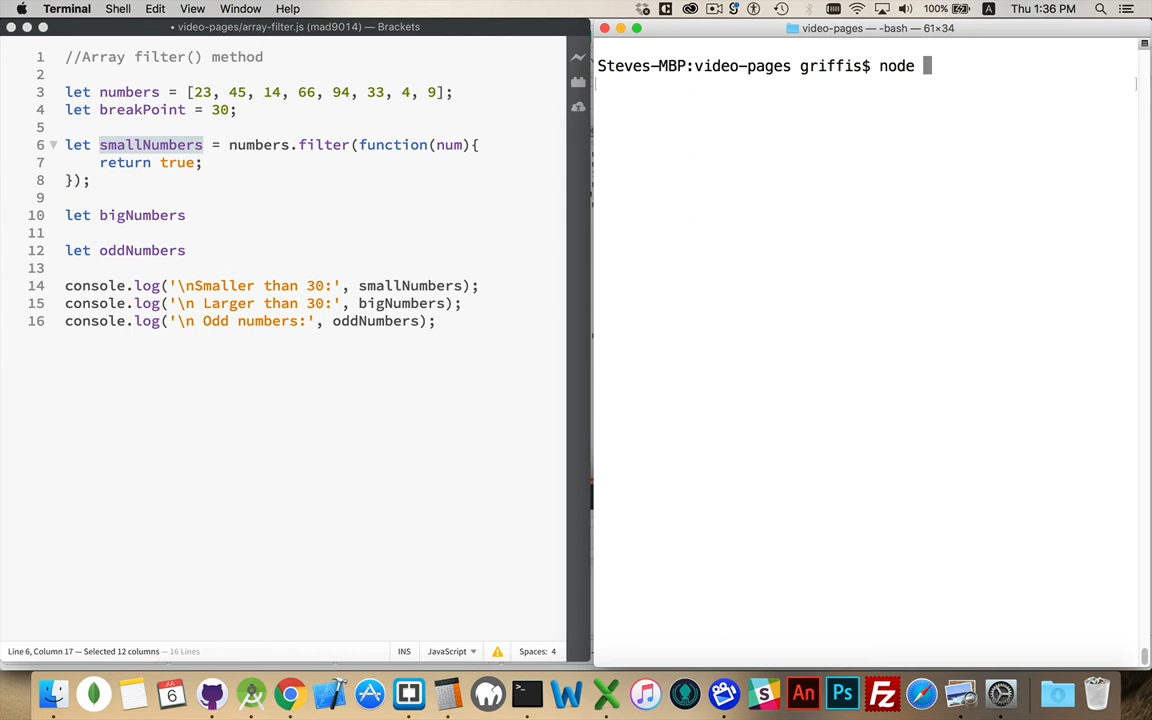 Terminal Shell Edit View Window Help 100% A Thu 1:36 PM
• video-pages/array-filter.js (mad9014) — Brackets
video-pages — -bash — 61×34
1 //Array filter() method
2
3 let numbers = [23, 45, 14, 66, 94, 33, 4, 9];
4 let breakPoint = 30;
5
6 let smallNumbers = numbers.filter(function(num){
7 return true;
8 });
9
10 let bigNumbers
11
12 let oddNumbers
13
14 console.log('\nSmaller than 30:', smallNumbers);
15 console.log('\n Larger than 30:', bigNumbers);
16 console.log('\n Odd numbers:', oddNumbers);
Steves-MBP:video-pages griffis$ node
Line 6, Column 17 — Selected 12 columns — 16 Lines
INS JavaScript Spaces: 4
6 >_ W X S An Ps FZ